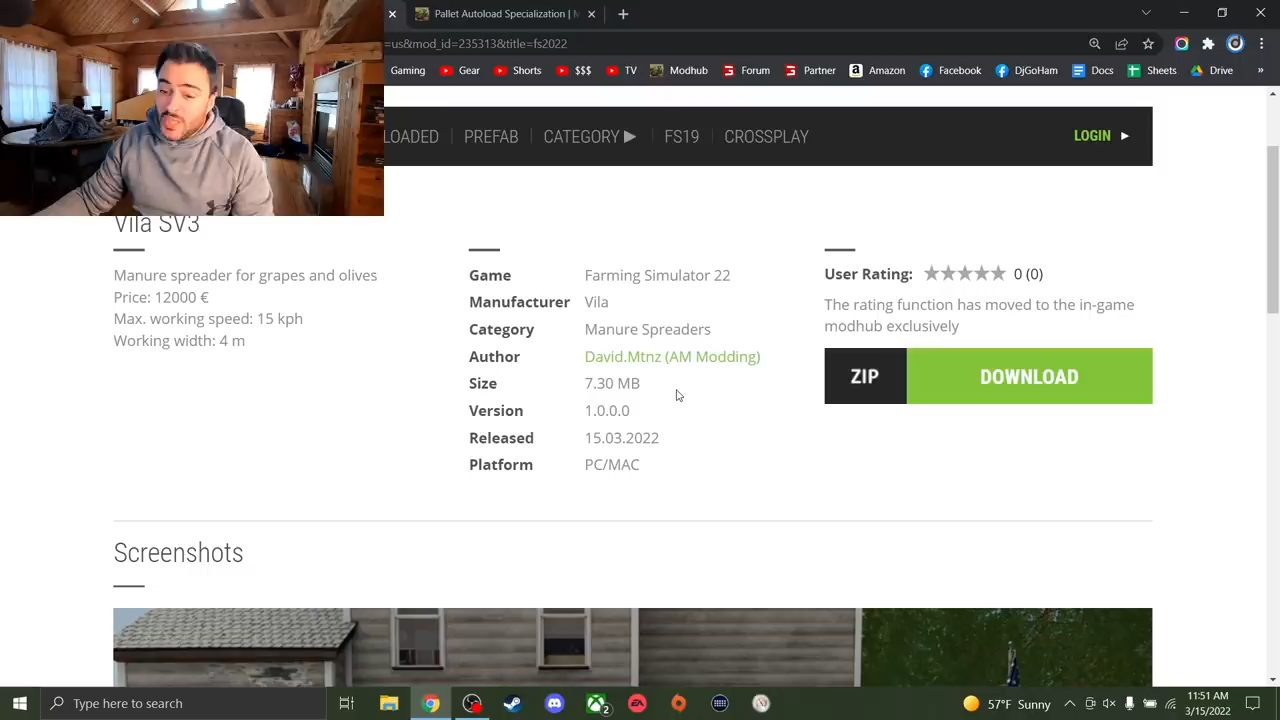 Pallet Autoload Specialization | M
=us&mod_id=235313&title=fs2022
Gaming Gear Shorts $$$ TV Modhub Forum Partner Amazon Facebook DjGoHam Docs Sheets Drive »
LOADED PREFAB CATEGORY ▶ FS19 CROSSPLAY LOGIN ▶
Vila SV3
Manure spreader for grapes and olives
Price: 12000 €
Max. working speed: 15 kph
Working width: 4 m
Game Farming Simulator 22
Manufacturer Vila
Category Manure Spreaders
Author David.Mtnz (AM Modding)
Size 7.30 MB
Version 1.0.0.0
Released 15.03.2022
Platform PC/MAC
User Rating: 0 (0)
The rating function has moved to the in-game
modhub exclusively
ZIP DOWNLOAD
Screenshots
Type here to search
2
57°F Sunny
11:51 AM
3/15/2022